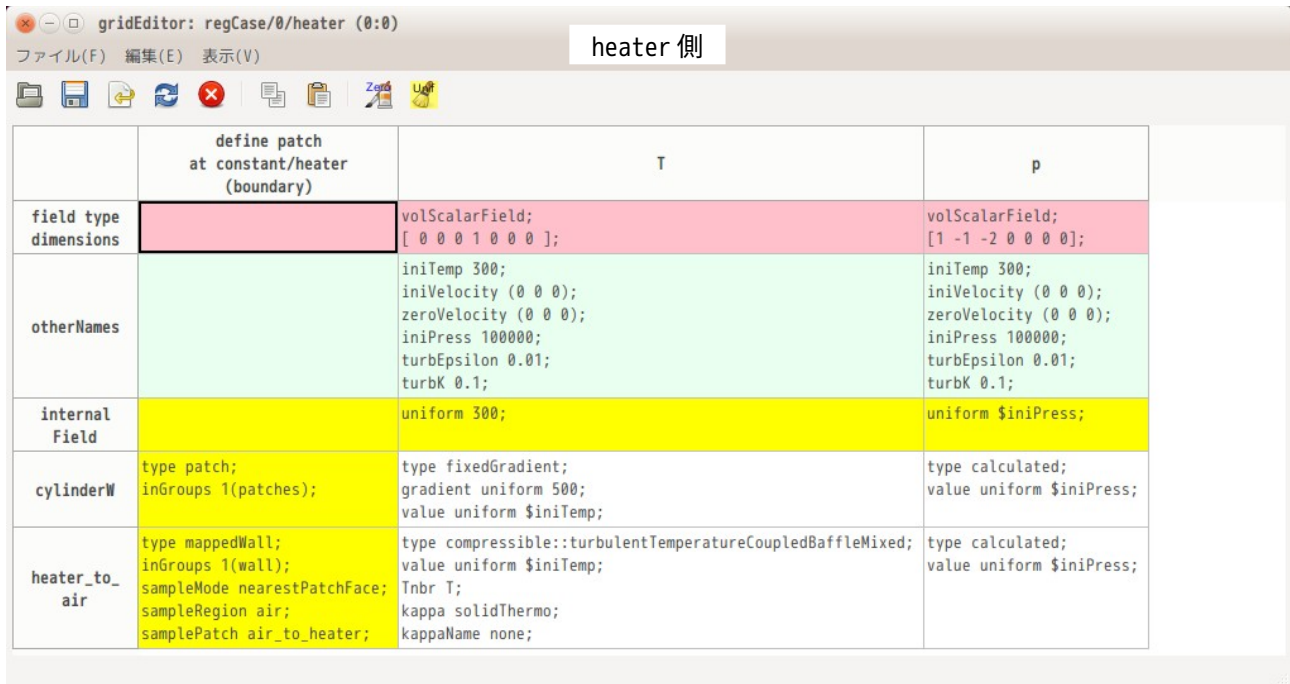 gridEditor: regCase/0/heater (0:0)
heater 側
ファイル(F) 編集(E) 表示(V)
Zero
Unit
define patch
at constant/heater
(boundary)
T
p
field type
dimensions
volScalarField;
[ 0 0 0 1 0 0 0 ];
volScalarField;
[1 -1 -2 0 0 0 0];
otherNames
iniTemp 300;
iniVelocity (0 0 0);
zeroVelocity (0 0 0);
iniPress 100000;
turbEpsilon 0.01;
turbK 0.1;
iniTemp 300;
iniVelocity (0 0 0);
zeroVelocity (0 0 0);
iniPress 100000;
turbEpsilon 0.01;
turbK 0.1;
internal
Field
uniform 300;
uniform $iniPress;
cylinderW
type patch;
inGroups 1(patches);
type fixedGradient;
gradient uniform 500;
value uniform $iniTemp;
type calculated;
value uniform $iniPress;
heater_to_
air
type mappedWall;
inGroups 1(wall);
sampleMode nearestPatchFace;
sampleRegion air;
samplePatch air_to_heater;
type compressible::turbulentTemperatureCoupledBaffleMixed;
value uniform $iniTemp;
Tnbr T;
kappa solidThermo;
kappaName none;
type calculated;
value uniform $iniPress;